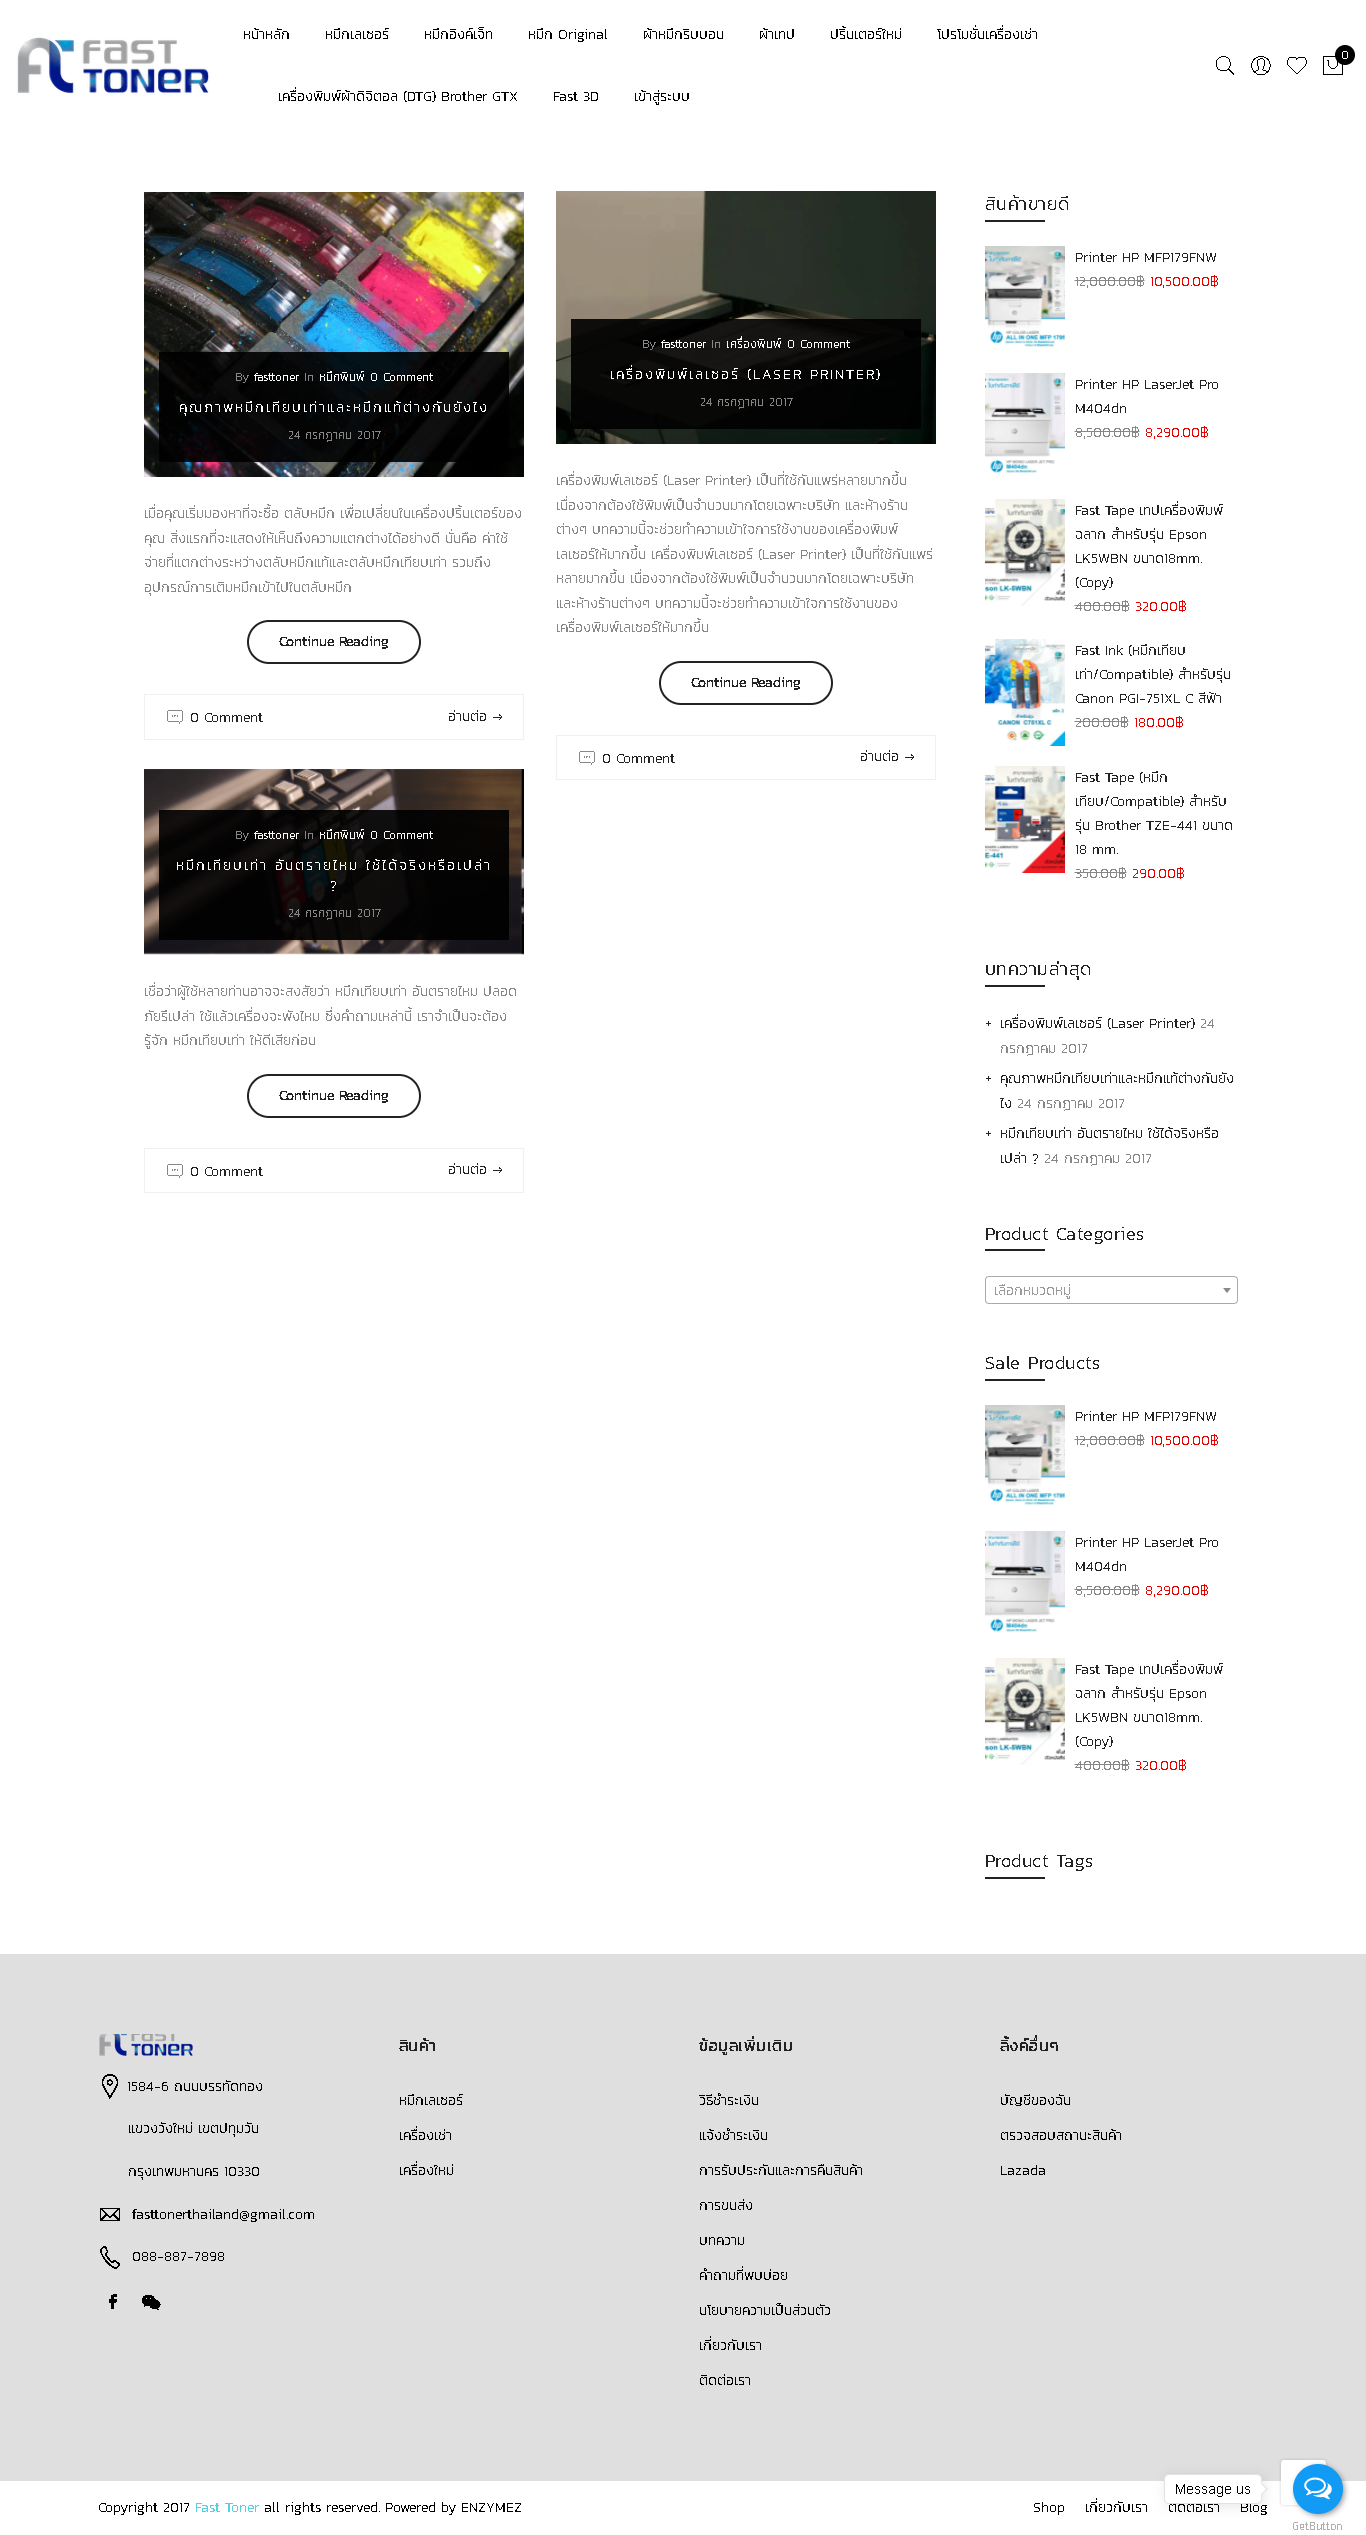 FAST
TONER
หน้าหลัก
หมึกเลเซอร์
หมึกอิงค์เจ็ท
หมึก Original
ผ้าหมึกริบบอน
ผ้าเทป
ปริ้นเตอร์ใหม่
โปรโมชั่นเครื่องเช่า
0
เครื่องพิมพ์ผ้าดิจิตอล (DTG) Brother GTX
Fast 3D
เข้าสู่ระบบ
By fasttoner In หมึกพิมพ์ 0 Comment
คุณภาพหมึกเทียบเท่าและหมึกแท้ต่างกันยังไง
24 กรกฎาคม 2017
เมื่อคุณเริ่มมองหาที่จะซื้อ ตลับหมึก เพื่อเปลี่ยนในเครื่องปริ้นเตอร์ของ
คุณ สิ่งแรกที่จะแสดงให้เห็นถึงความแตกต่างได้อย่างดี นั่นคือ ค่าใช้
จ่ายที่แตกต่างระหว่างตลับหมึกแท้และตลับหมึกเทียบเท่า รวมถึง
อุปกรณ์การเติมหมึกเข้าไปในตลับหมึก
Continue Reading
0 Comment
อ่านต่อ →
By fasttoner In หมึกพิมพ์ 0 Comment
หมึกเทียบเท่า อันตรายไหม ใช้ได้จริงหรือเปล่า
?
24 กรกฎาคม 2017
เชื่อว่าผู้ใช้หลายท่านอาจจะสงสัยว่า หมึกเทียบเท่า อันตรายไหม ปลอด
ภัยรึเปล่า ใช้แล้วเครื่องจะพังไหม ซึ่งคำถามเหล่านี้ เราจำเป็นจะต้อง
รู้จัก หมึกเทียบเท่า ให้ดีเสียก่อน
Continue Reading
0 Comment
อ่านต่อ →
By fasttoner In เครื่องพิมพ์ 0 Comment
เครื่องพิมพ์เลเซอร์ (LASER PRINTER)
24 กรกฎาคม 2017
เครื่องพิมพ์เลเซอร์ (Laser Printer) เป็นที่ใช้กันแพร่หลายมากขึ้น
เนื่องจากต้องใช้พิมพ์เป็นจำนวนมากโดยเฉพาะบริษัท และห้างร้าน
ต่างๆ บทความนี้จะช่วยทำความเข้าใจการใช้งานของเครื่องพิมพ์
เลเซอร์ให้มากขึ้น เครื่องพิมพ์เลเซอร์ (Laser Printer) เป็นที่ใช้กันแพร่
หลายมากขึ้น เนื่องจากต้องใช้พิมพ์เป็นจำนวนมากโดยเฉพาะบริษัท
และห้างร้านต่างๆ บทความนี้จะช่วยทำความเข้าใจการใช้งานของ
เครื่องพิมพ์เลเซอร์ให้มากขึ้น
Continue Reading
0 Comment
อ่านต่อ →
สินค้าขายดี
Printer HP MFP179FNW
12,000.00฿ 10,500.00฿
Printer HP LaserJet Pro
M404dn
8,500.00฿ 8,290.00฿
Fast Tape เทปเครื่องพิมพ์
ฉลาก สำหรับรุ่น Epson
LK5WBN ขนาด18mm.
(Copy)
400.00฿ 320.00฿
Fast Ink (หมึกเทียบ
เท่า/Compatible) สำหรับรุ่น
Canon PGI-751XL C สีฟ้า
200.00฿ 180.00฿
Fast Tape (หมึก
เทียบ/Compatible) สำหรับ
รุ่น Brother TZE-441 ขนาด
18 mm.
350.00฿ 290.00฿
บทความล่าสุด
+ เครื่องพิมพ์เลเซอร์ (Laser Printer) 24
กรกฎาคม 2017
+ คุณภาพหมึกเทียบเท่าและหมึกแท้ต่างกันยัง
ไง 24 กรกฎาคม 2017
+ หมึกเทียบเท่า อันตรายไหม ใช้ได้จริงหรือ
เปล่า ? 24 กรกฎาคม 2017
Product Categories
เลือกหมวดหมู่
Sale Products
Printer HP MFP179FNW
12,000.00฿ 10,500.00฿
Printer HP LaserJet Pro
M404dn
8,500.00฿ 8,290.00฿
Fast Tape เทปเครื่องพิมพ์
ฉลาก สำหรับรุ่น Epson
LK5WBN ขนาด18mm.
(Copy)
400.00฿ 320.00฿
Product Tags
FAST
TONER
1584-6 ถนนบรรทัดทอง
แขวงวังใหม่ เขตปทุมวัน
กรุงเทพมหานคร 10330
fasttonerthailand@gmail.com
088-887-7898
สินค้า
หมึกเลเซอร์
เครื่องเช่า
เครื่องใหม่
ข้อมูลเพิ่มเติม
วิธีชำระเงิน
แจ้งชำระเงิน
การรับประกันและการคืนสินค้า
การขนส่ง
บทความ
คำถามที่พบบ่อย
นโยบายความเป็นส่วนตัว
เกี่ยวกับเรา
ติดต่อเรา
ลิ้งค์อื่นๆ
บัญชีของฉัน
ตรวจสอบสถานะสินค้า
Lazada
Copyright 2017 Fast Toner all rights reserved. Powered by ENZYMEZ
Shop
เกี่ยวกับเรา
ติดต่อเรา
Blog
Message us
GetButton